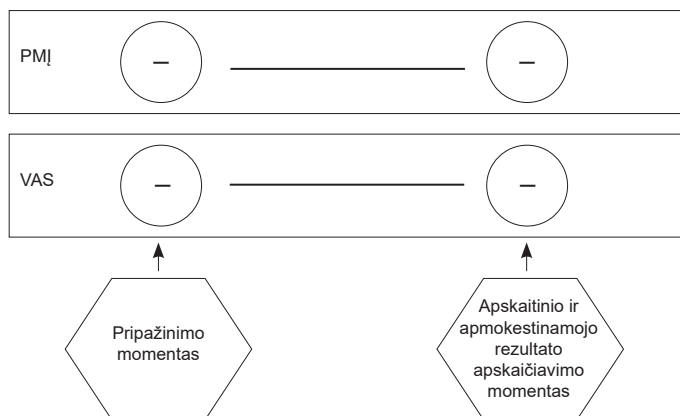 PMĮ
–
–
VAS
–
–
Pripažinimo
momentas
Apskaitinio ir
apmokestinamojo
rezultato
apskaičiavimo
momentas